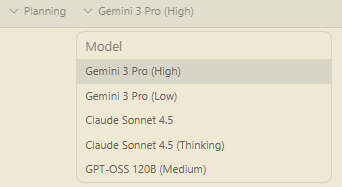 Planning Gemini 3 Pro (High)
Model
Gemini 3 Pro (High)
Gemini 3 Pro (Low)
Claude Sonnet 4.5
Claude Sonnet 4.5 (Thinking)
GPT-OSS 120B (Medium)